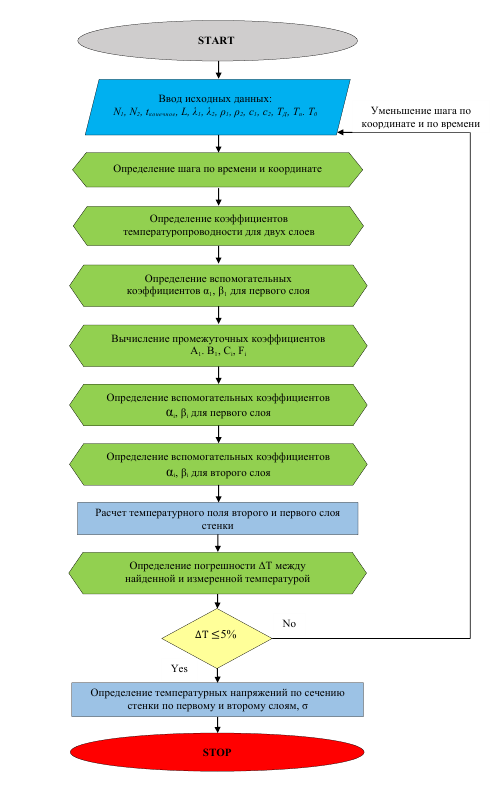 START
Ввод исходных данных:
N₁, N₂, tконечное, L, λ₁, λ₂, ρ₁, ρ₂, c₁, c₂, Tл, Tп, T₀
Уменьшение шага по
координате и по времени
Определение шага по времени и координате
Определение коэффициентов
температуропроводности для двух слоев
Определение вспомогательных
коэффициентов α₁, β₁ для первого слоя
Вычисление промежуточных коэффициентов
A₁. B₁, Cᵢ, Fᵢ
Определение вспомогательных коэффициентов
αᵢ, βᵢ для первого слоя
Определение вспомогательных коэффициентов
αᵢ, βᵢ для второго слоя
Расчет температурного поля второго и первого слоя
стенки
Определение погрешности ΔT между
найденной и измеренной температурой
ΔT ≤5%
No
Yes
Определение температурных напряжений по сечению
стенки по первому и второму слоям, σ
STOP